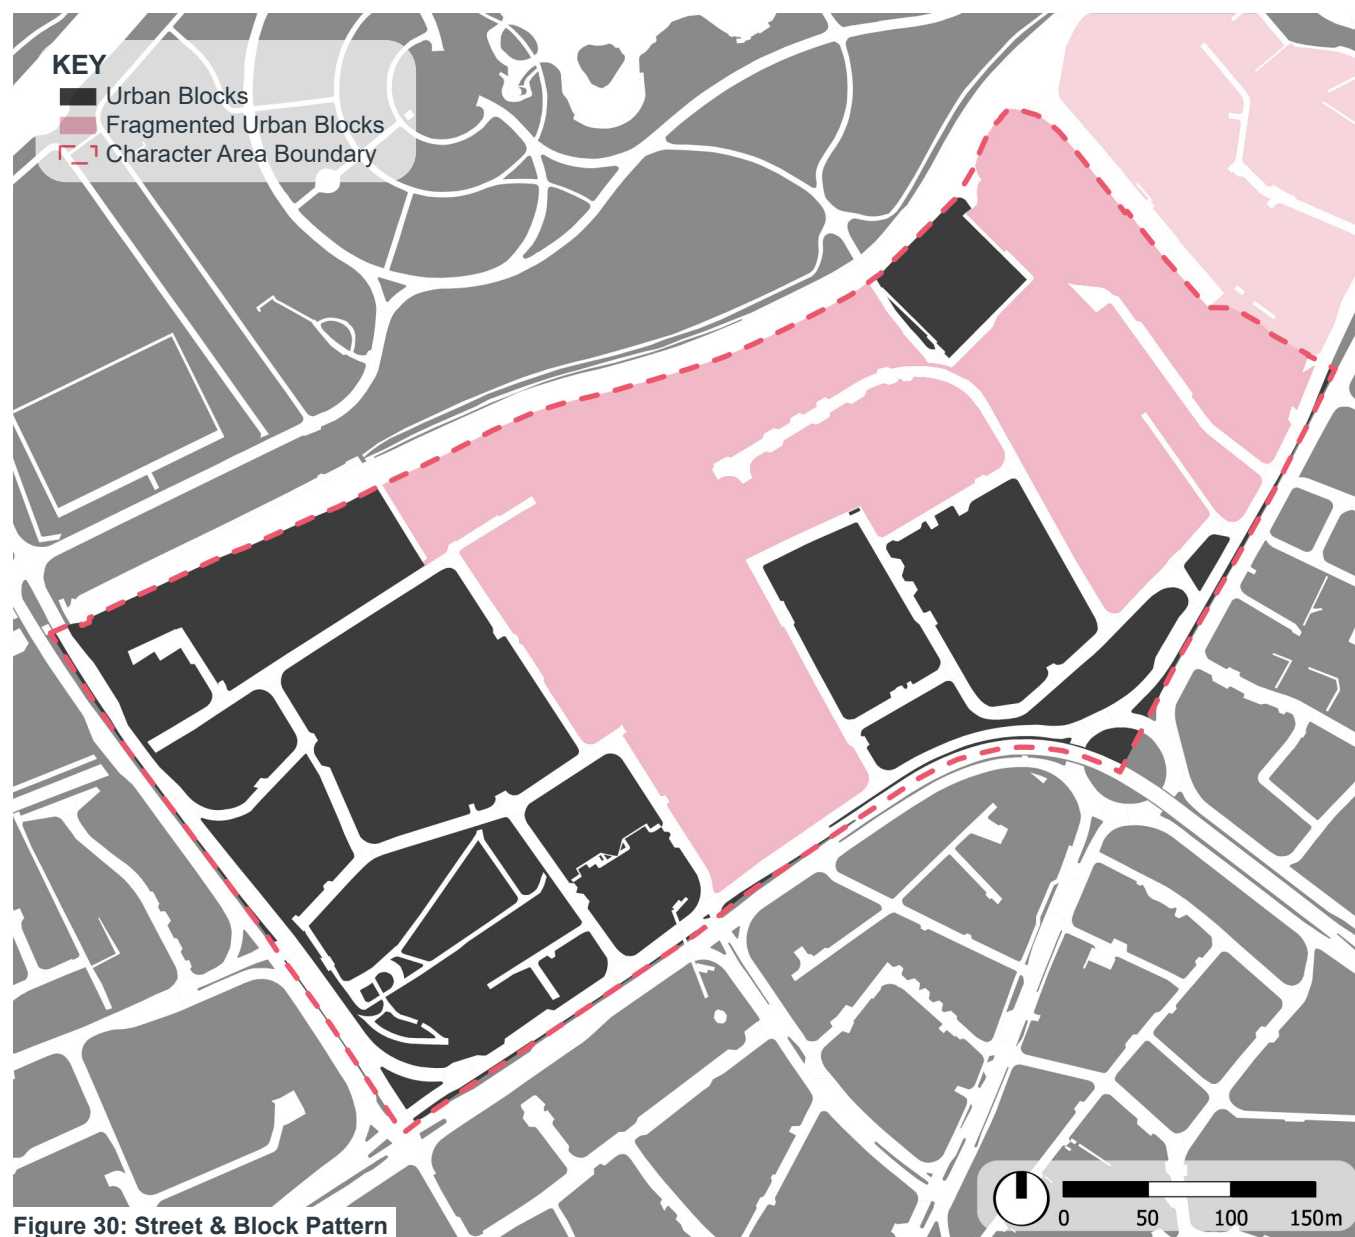 KEY
Urban Blocks
Fragmented Urban Blocks
Character Area Boundary
0 50 100 150m
Figure 30: Street & Block Pattern